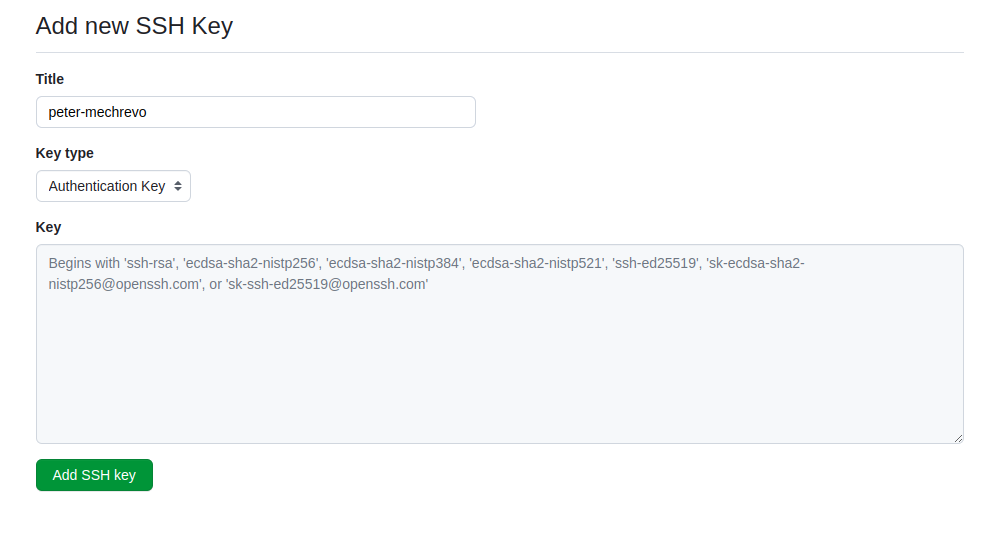 Add new SSH Key
Title
peter-mechrevo
Key type
Authentication Key
Key
Begins with 'ssh-rsa', 'ecdsa-sha2-nistp256', 'ecdsa-sha2-nistp384', 'ecdsa-sha2-nistp521', 'ssh-ed25519', 'sk-ecdsa-sha2-
nistp256@openssh.com', or 'sk-ssh-ed25519@openssh.com'
Add SSH key